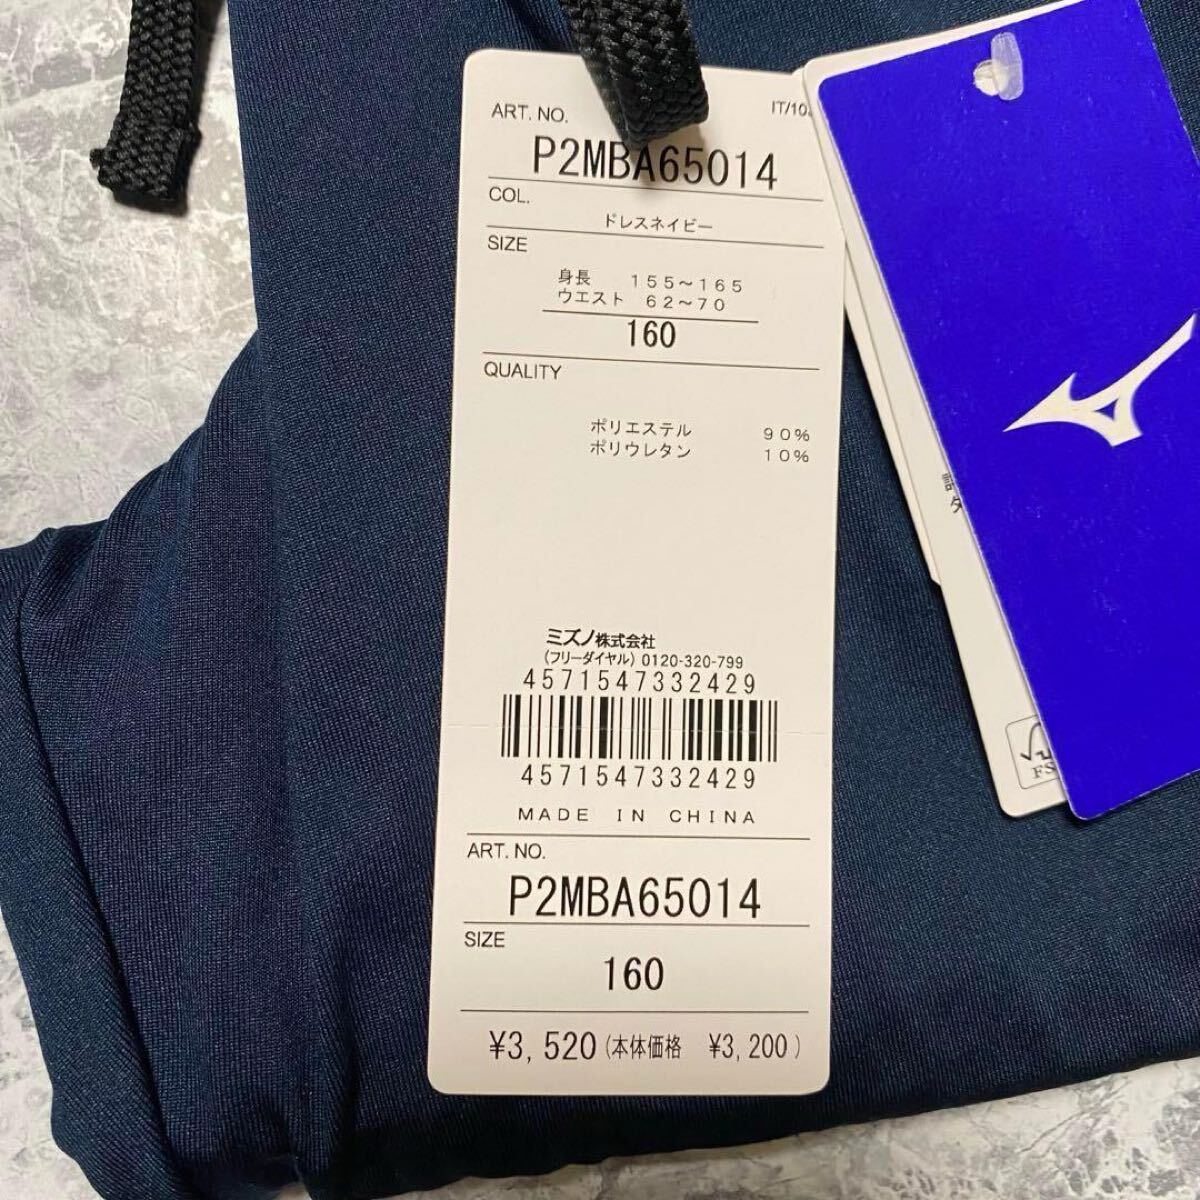 ART. NO.
P2MBA65014
COL.
ドレスネイビー
SIZE
身長 155～165
ウエスト 62～70
160
QUALITY
ポリエステル 90%
ポリウレタン 10%
ミズノ株式会社
(フリーダイヤル) 0120-320-799
4571547332429
4571547332429
MADE IN CHINA
ART. NO.
P2MBA65014
SIZE
160
¥3,520(本体価格 ¥3,200)